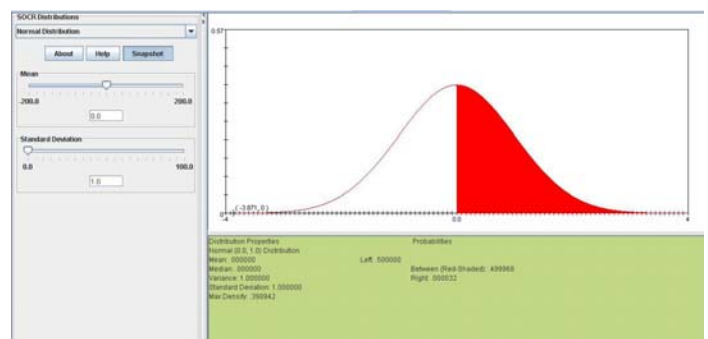 SOCR Distributions
Normal Distribution
About Help Snapshot
Mean
-200.0 200.0
0.0
Standard Deviation
0.0 100.0
1.0
0.57
(-3.871, 0)
0
-4 0.0 4
Distribution Properties Probabilities
Normal (0.0, 1.0) Distribution
Mean: .000000 Left: .500000
Median: .000000 Between (Red-Shaded): .499968
Variance: 1.000000 Right: .000032
Standard Deviation: 1.000000
Max Density: .398942